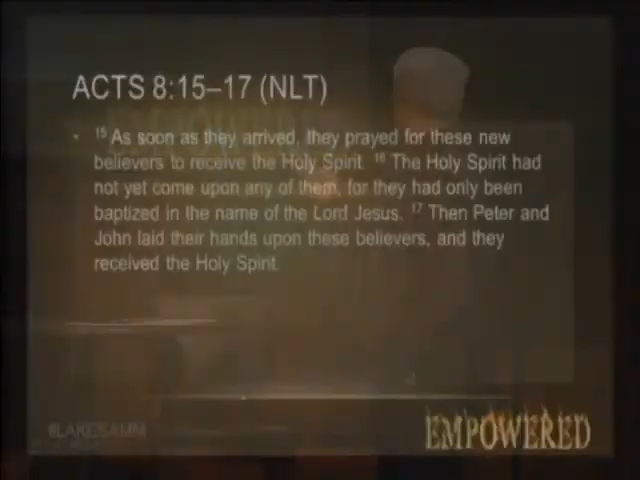 ACTS 8:15–17 (NLT)
• 15 As soon as they arrived, they prayed for these new
believers to receive the Holy Spirit. 16 The Holy Spirit had
not yet come upon any of them, for they had only been
baptized in the name of the Lord Jesus. 17 Then Peter and
John laid their hands upon these believers, and they
received the Holy Spirit.
#LAKESAMM
EMPOWERED